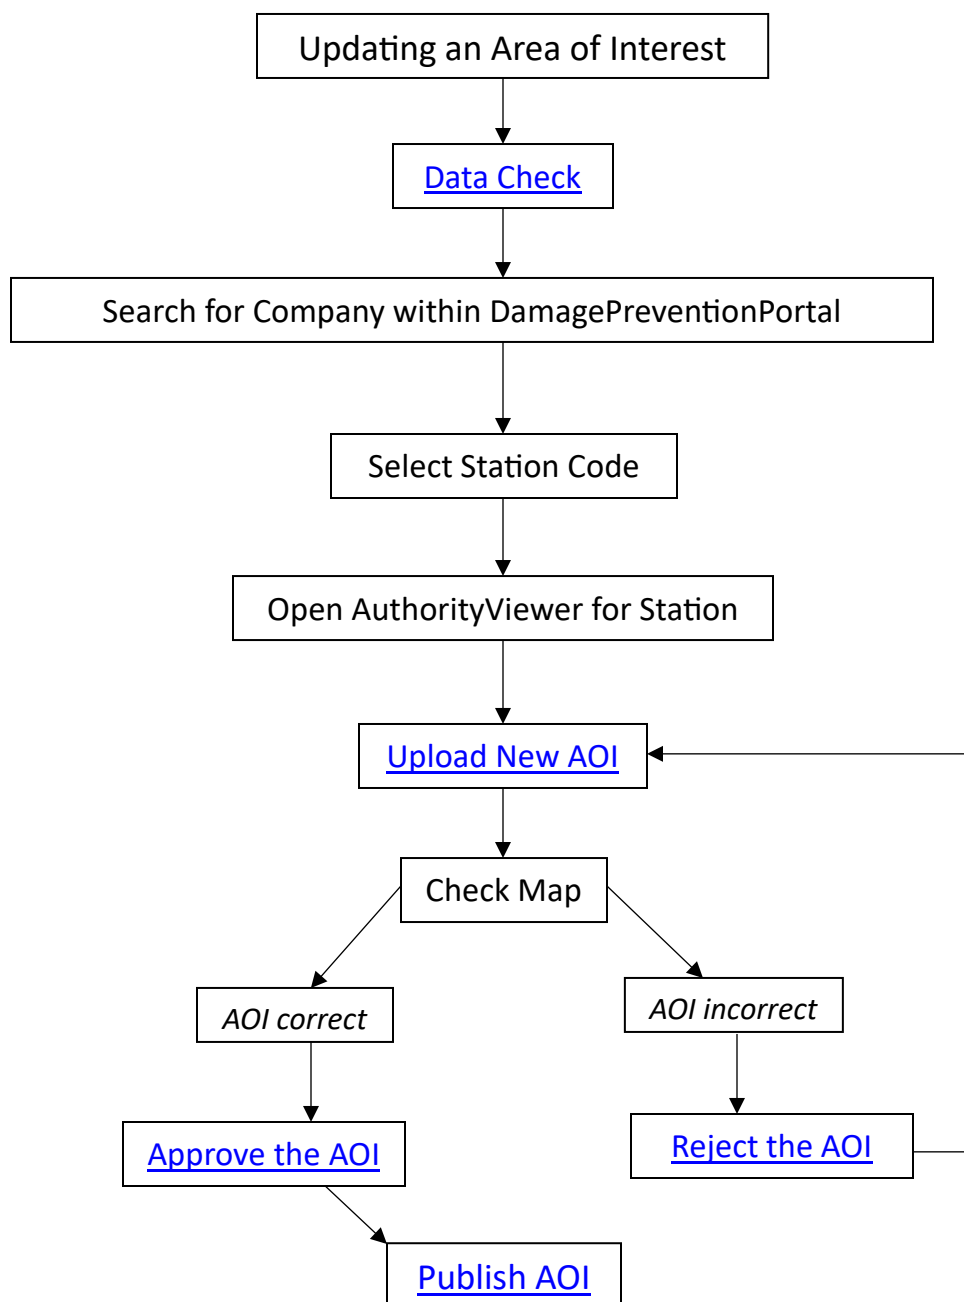 Updating an Area of Interest
Data Check
Search for Company within DamagePreventionPortal
Select Station Code
Open AuthorityViewer for Station
Upload New AOI
Check Map
AOI correct
AOI incorrect
Approve the AOI
Reject the AOI
Publish AOI